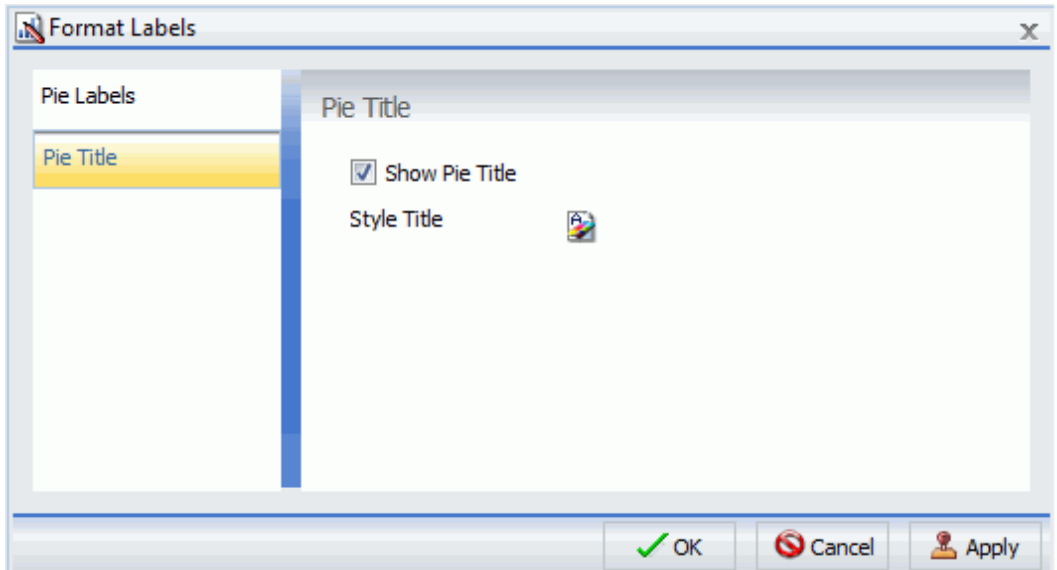 Format Labels
Pie Labels
Pie Title
Pie Title
Show Pie Title
Style Title
OK Cancel Apply